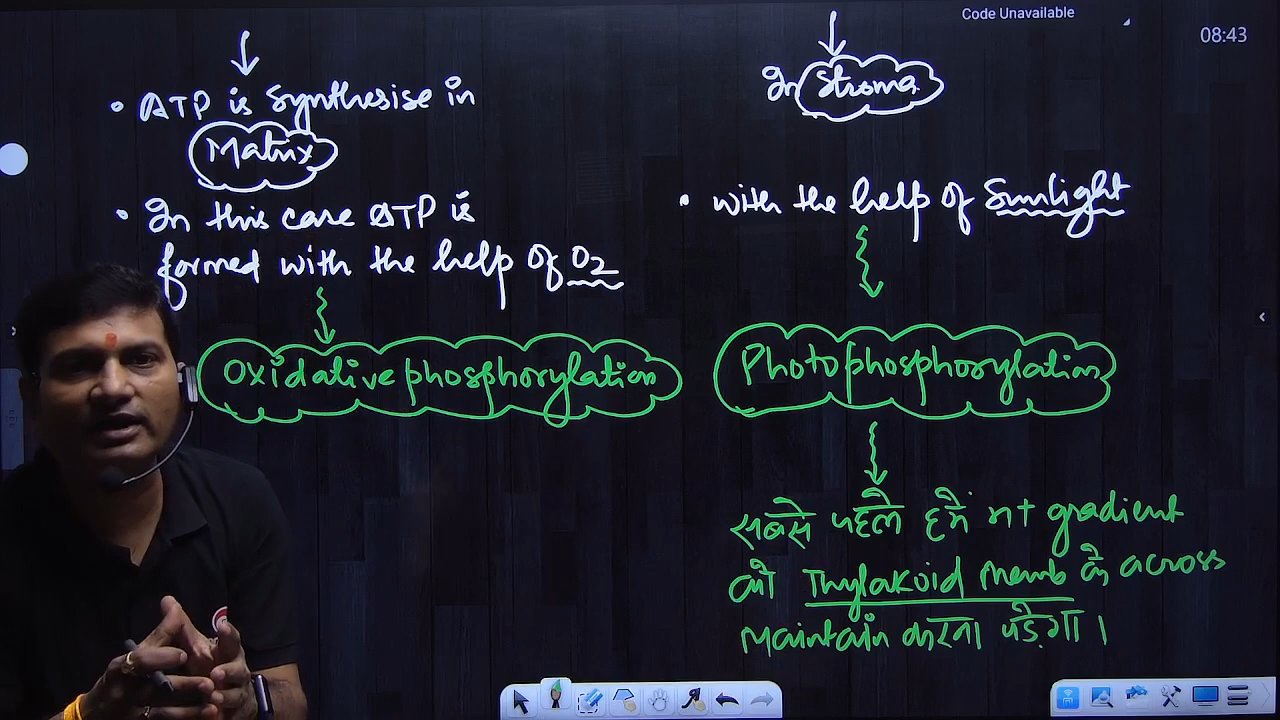 Code Unavailable
08:43
• ATP is Synthesise in
Matrix
• In this case ATP is
formed with the help of O2
Oxidative phosphorylation
In Stroma
• with the help of Sunlight
Photophosphorylation
सबसे पहले हमे H+ gradient
को Thylakoid Memb के across
Maintain करना पड़ेगा।